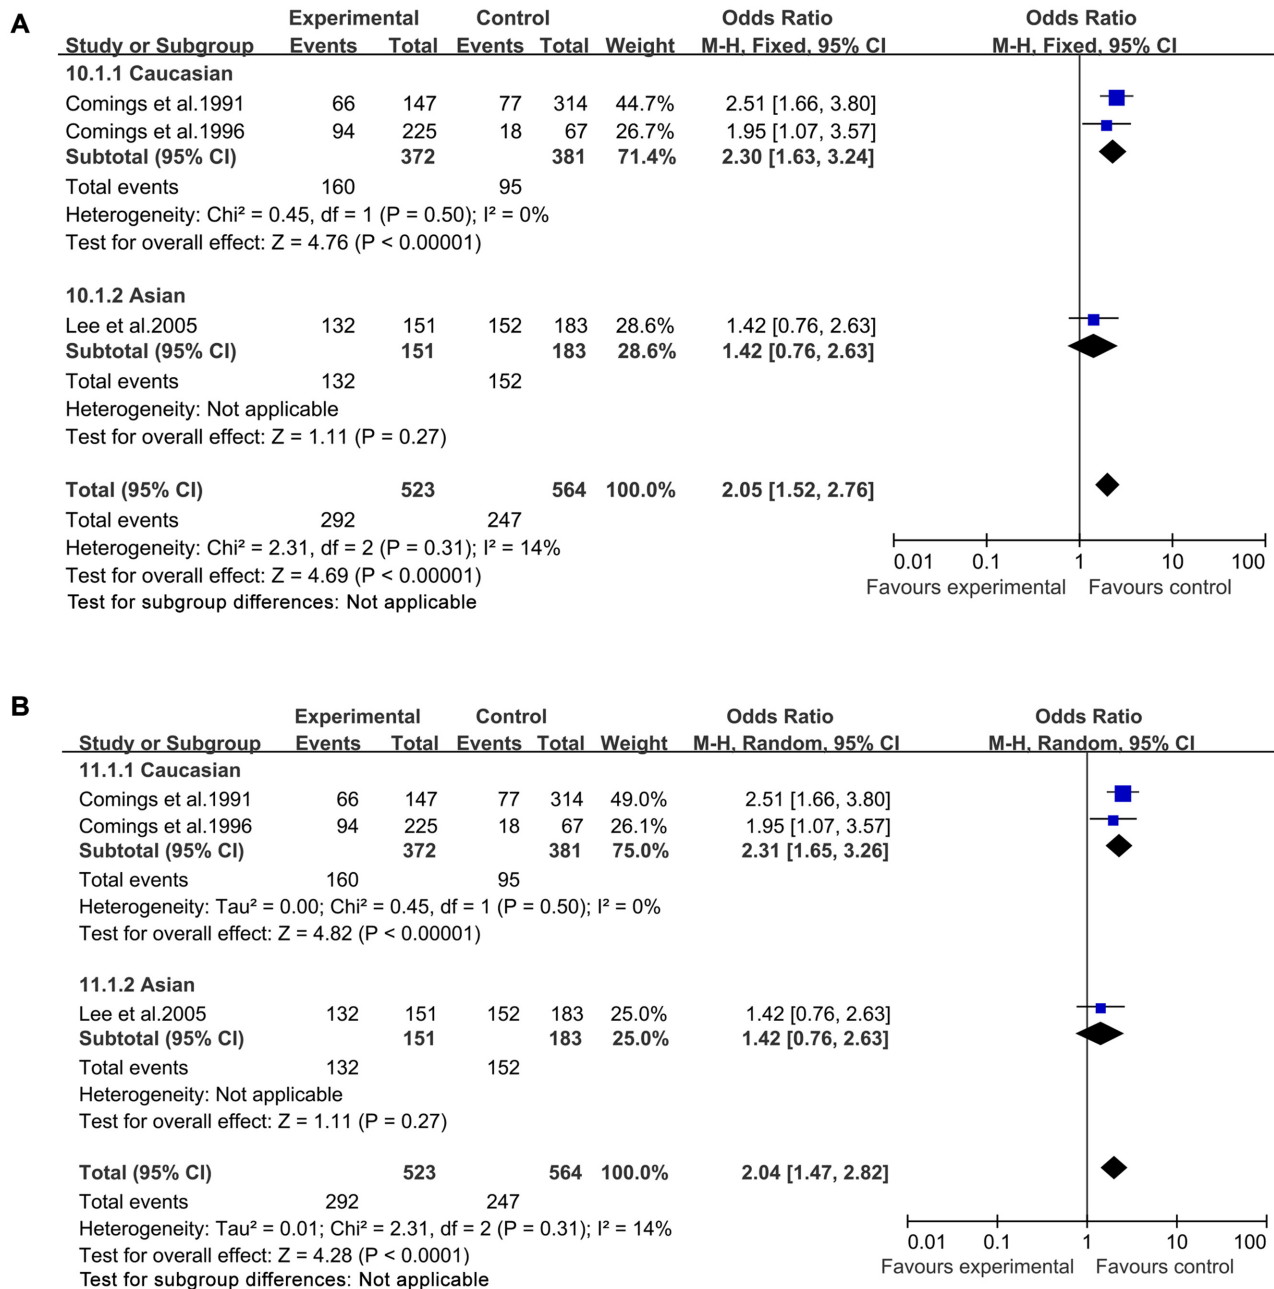 A
Experimental Control Odds Ratio Odds Ratio
Study or Subgroup Events Total Events Total Weight M-H, Fixed, 95% CI M-H, Fixed, 95% CI
10.1.1 Caucasian
Comings et al.1991 66 147 77 314 44.7% 2.51 [1.66, 3.80]
Comings et al.1996 94 225 18 67 26.7% 1.95 [1.07, 3.57]
Subtotal (95% CI) 372 381 71.4% 2.30 [1.63, 3.24]
Total events 160 95
Heterogeneity: Chi² = 0.45, df = 1 (P = 0.50); I² = 0%
Test for overall effect: Z = 4.76 (P < 0.00001)
10.1.2 Asian
Lee et al.2005 132 151 152 183 28.6% 1.42 [0.76, 2.63]
Subtotal (95% CI) 151 183 28.6% 1.42 [0.76, 2.63]
Total events 132 152
Heterogeneity: Not applicable
Test for overall effect: Z = 1.11 (P = 0.27)
Total (95% CI) 523 564 100.0% 2.05 [1.52, 2.76]
Total events 292 247
Heterogeneity: Chi² = 2.31, df = 2 (P = 0.31); I² = 14%
Test for overall effect: Z = 4.69 (P < 0.00001)
Test for subgroup differences: Not applicable
0.01 0.1 1 10 100
Favours experimental Favours control
B
Experimental Control Odds Ratio Odds Ratio
Study or Subgroup Events Total Events Total Weight M-H, Random, 95% CI M-H, Random, 95% CI
11.1.1 Caucasian
Comings et al.1991 66 147 77 314 49.0% 2.51 [1.66, 3.80]
Comings et al.1996 94 225 18 67 26.1% 1.95 [1.07, 3.57]
Subtotal (95% CI) 372 381 75.0% 2.31 [1.65, 3.26]
Total events 160 95
Heterogeneity: Tau² = 0.00; Chi² = 0.45, df = 1 (P = 0.50); I² = 0%
Test for overall effect: Z = 4.82 (P < 0.00001)
11.1.2 Asian
Lee et al.2005 132 151 152 183 25.0% 1.42 [0.76, 2.63]
Subtotal (95% CI) 151 183 25.0% 1.42 [0.76, 2.63]
Total events 132 152
Heterogeneity: Not applicable
Test for overall effect: Z = 1.11 (P = 0.27)
Total (95% CI) 523 564 100.0% 2.04 [1.47, 2.82]
Total events 292 247
Heterogeneity: Tau² = 0.01; Chi² = 2.31, df = 2 (P = 0.31); I² = 14%
Test for overall effect: Z = 4.28 (P < 0.0001)
Test for subgroup differences: Not applicable
0.01 0.1 1 10 100
Favours experimental Favours control